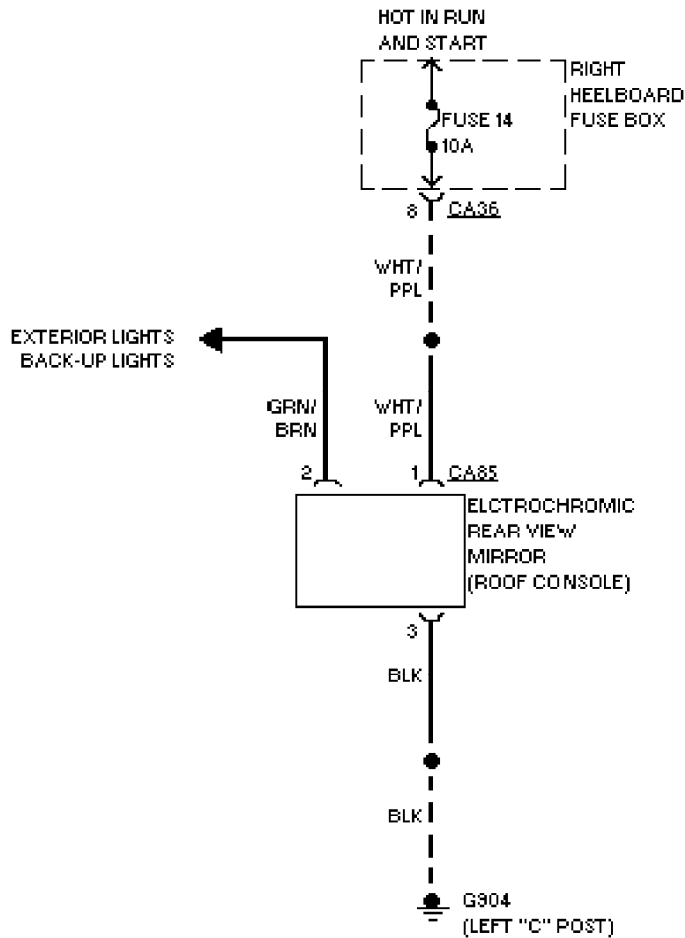 HOT IN RUN
AND START
RIGHT
HEELBOARD
FUSE BOX
FUSE 14
10A
8 CA36
WHT/
PPL
EXTERIOR LIGHTS
BACK-UP LIGHTS
GRN/
BRN
WHT/
PPL
2
1 CA85
ELCTROCHROMIC
REAR VIEW
MIRROR
(ROOF CONSOLE)
3
BLK
BLK
G904
(LEFT "C" POST)